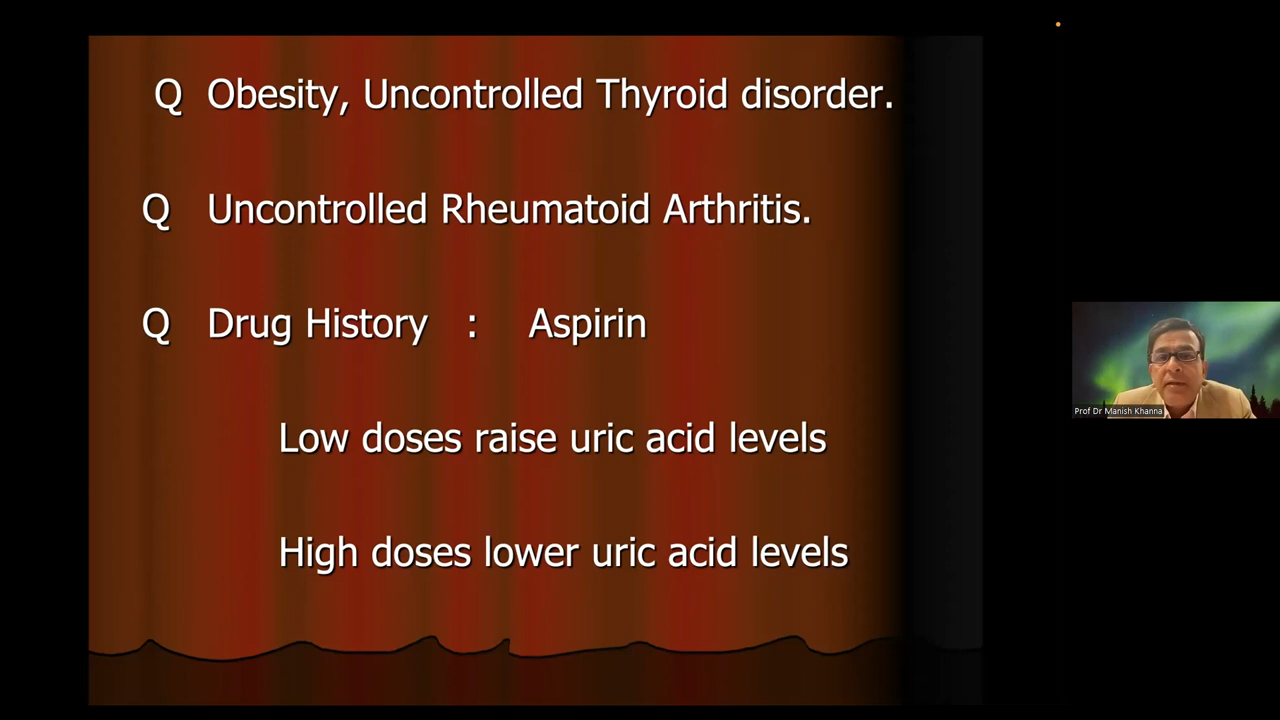 Q Obesity, Uncontrolled Thyroid disorder.
Q Uncontrolled Rheumatoid Arthritis.
Q Drug History : Aspirin
Low doses raise uric acid levels
High doses lower uric acid levels
Prof Dr Manish Khanna